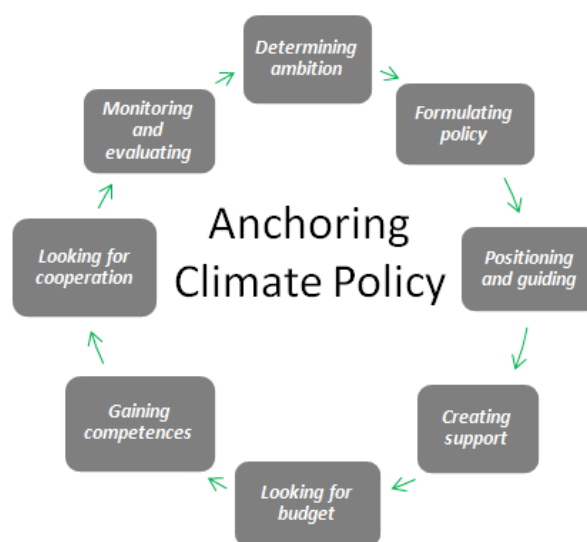 Determining
ambition
Formulating
policy
Positioning
and guiding
Creating
support
Looking for
budget
Gaining
competences
Looking for
cooperation
Monitoring
and
evaluating
Anchoring
Climate Policy